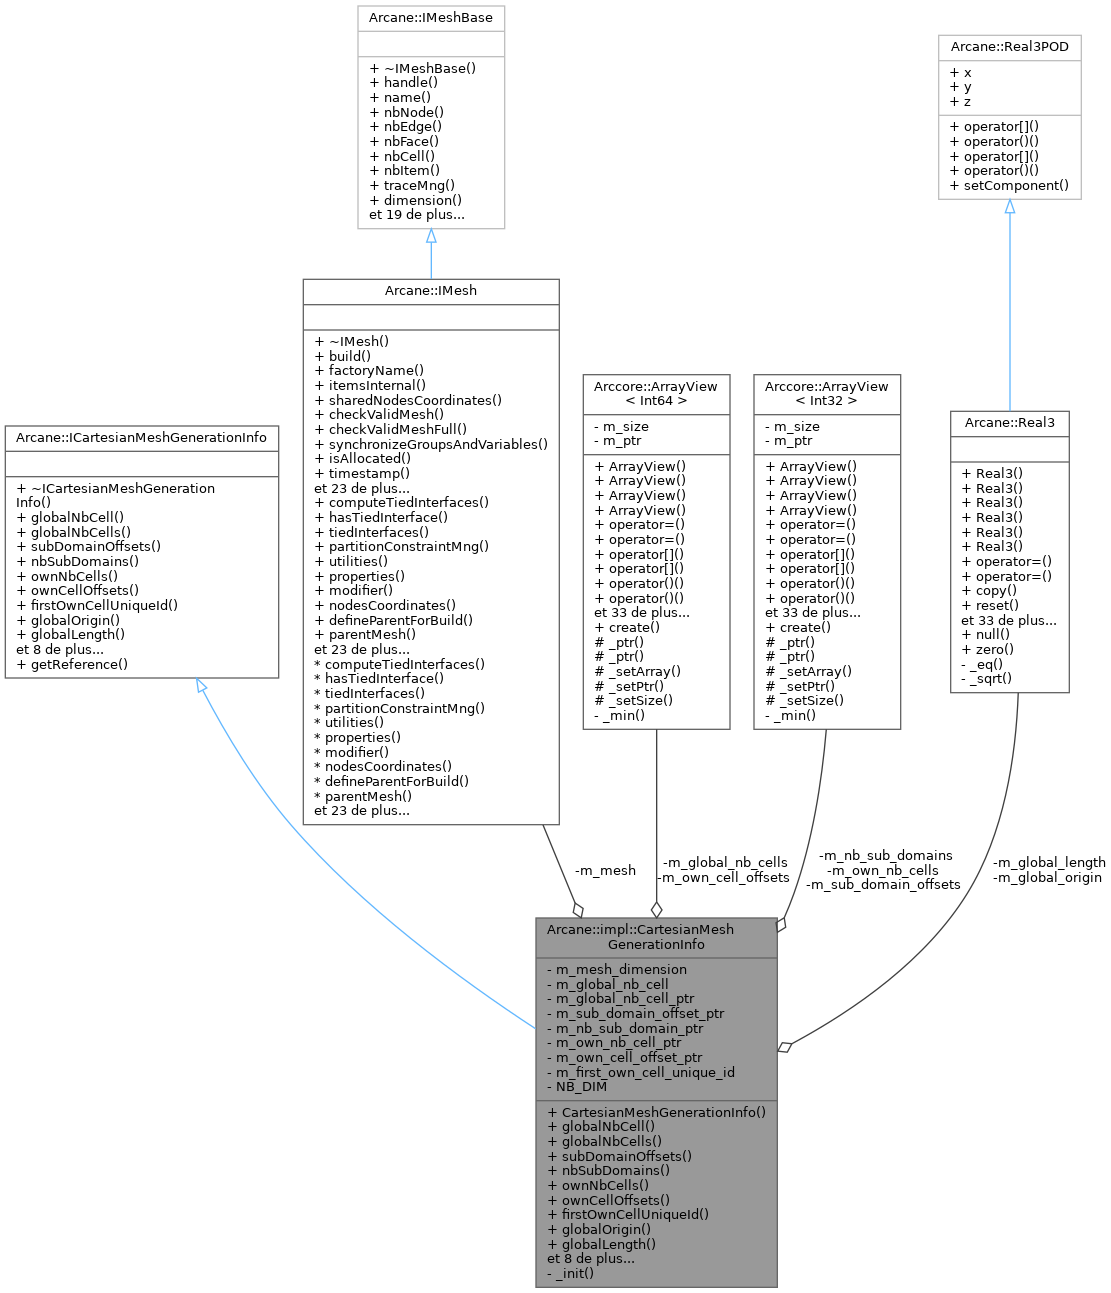 Arcane::IMeshBase
+ ~IMeshBase()
+ handle()
+ name()
+ nbNode()
+ nbEdge()
+ nbFace()
+ nbCell()
+ nbItem()
+ traceMng()
+ dimension()
et 19 de plus...
Arcane::Real3POD
+ x
+ y
+ z
+ operator[]()
+ operator()()
+ operator[]()
+ operator()()
+ setComponent()
Arcane::IMesh
+ ~IMesh()
+ build()
+ factoryName()
+ itemsInternal()
+ sharedNodesCoordinates()
+ checkValidMesh()
+ checkValidMeshFull()
+ synchronizeGroupsAndVariables()
+ isAllocated()
+ timestamp()
et 23 de plus...
+ computeTiedInterfaces()
+ hasTiedInterface()
+ tiedInterfaces()
+ partitionConstraintMng()
+ utilities()
+ properties()
+ modifier()
+ nodesCoordinates()
+ defineParentForBuild()
+ parentMesh()
et 23 de plus...
* computeTiedInterfaces()
* hasTiedInterface()
* tiedInterfaces()
* partitionConstraintMng()
* utilities()
* properties()
* modifier()
* nodesCoordinates()
* defineParentForBuild()
* parentMesh()
et 23 de plus...
Arcane::ICartesianMeshGenerationInfo
+ ~ICartesianMeshGeneration
Info()
+ globalNbCell()
+ globalNbCells()
+ subDomainOffsets()
+ nbSubDomains()
+ ownNbCells()
+ ownCellOffsets()
+ firstOwnCellUniqueId()
+ globalOrigin()
+ globalLength()
et 8 de plus...
+ getReference()
Arccore::ArrayView
< Int64 >
- m_size
- m_ptr
+ ArrayView()
+ ArrayView()
+ ArrayView()
+ ArrayView()
+ operator=()
+ operator=()
+ operator[]()
+ operator[]()
+ operator()()
+ operator()()
et 33 de plus...
+ create()
# _ptr()
# _ptr()
# _setArray()
# _setPtr()
# _setSize()
- _min()
Arccore::ArrayView
< Int32 >
- m_size
- m_ptr
+ ArrayView()
+ ArrayView()
+ ArrayView()
+ ArrayView()
+ operator=()
+ operator=()
+ operator[]()
+ operator[]()
+ operator()()
+ operator()()
et 33 de plus...
+ create()
# _ptr()
# _ptr()
# _setArray()
# _setPtr()
# _setSize()
- _min()
Arcane::Real3
+ Real3()
+ Real3()
+ Real3()
+ Real3()
+ Real3()
+ Real3()
+ operator=()
+ operator=()
+ copy()
+ reset()
et 33 de plus...
+ null()
+ zero()
- _eq()
- _sqrt()
-m_mesh
-m_global_nb_cells
-m_own_cell_offsets
-m_nb_sub_domains
-m_own_nb_cells
-m_sub_domain_offsets
-m_global_length
-m_global_origin
Arcane::impl::CartesianMesh
GenerationInfo
- m_mesh_dimension
- m_global_nb_cell
- m_global_nb_cell_ptr
- m_sub_domain_offset_ptr
- m_nb_sub_domain_ptr
- m_own_nb_cell_ptr
- m_own_cell_offset_ptr
- m_first_own_cell_unique_id
- NB_DIM
+ CartesianMeshGenerationInfo()
+ globalNbCell()
+ globalNbCells()
+ subDomainOffsets()
+ nbSubDomains()
+ ownNbCells()
+ ownCellOffsets()
+ firstOwnCellUniqueId()
+ globalOrigin()
+ globalLength()
et 8 de plus...
- _init()